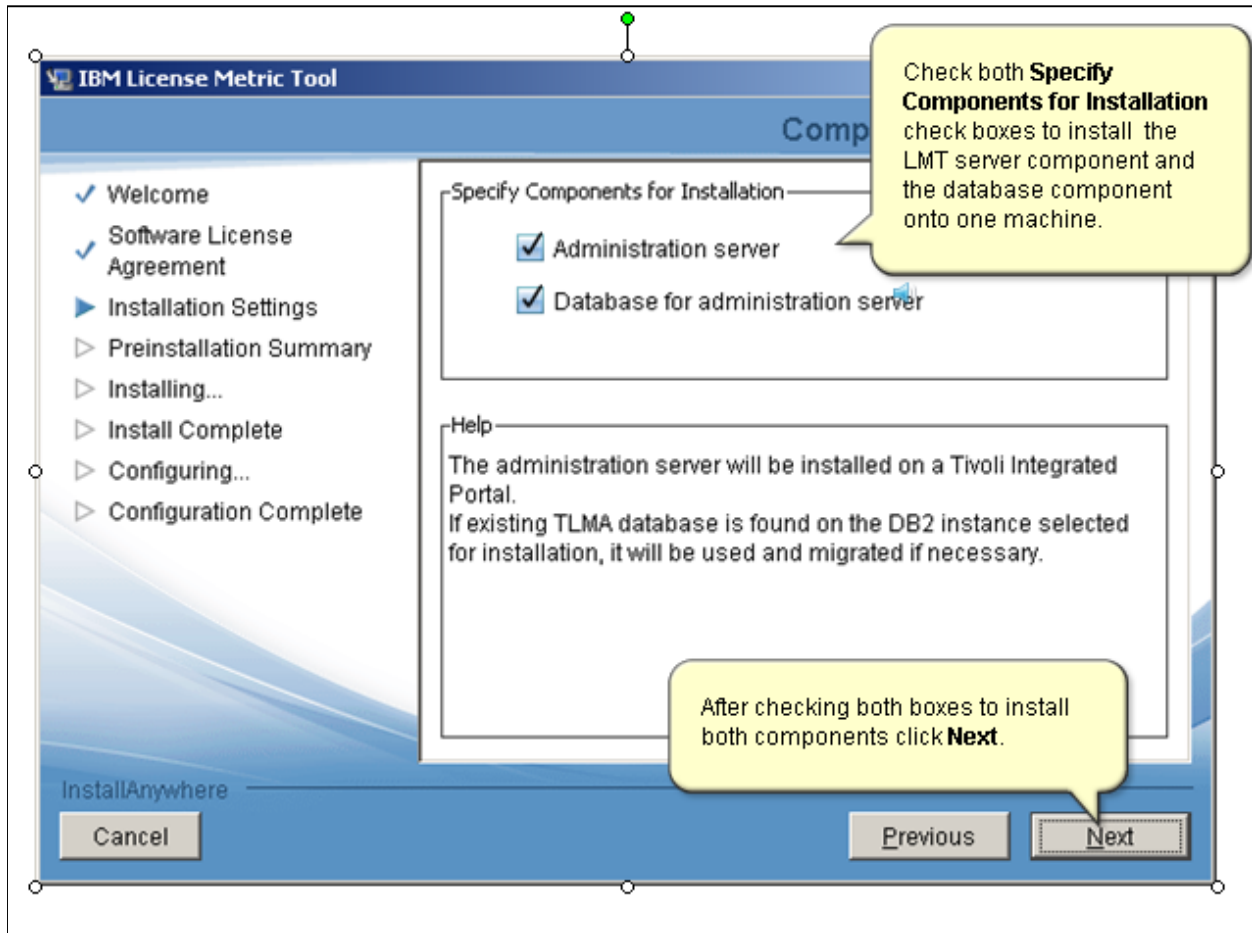 IBM License Metric Tool
Comp
Check both Specify
Components for Installation
check boxes to install the
LMT server component and
the database component
onto one machine.
Welcome
Software License
Agreement
Installation Settings
Preinstallation Summary
Installing...
Install Complete
Configuring...
Configuration Complete
Specify Components for Installation
Administration server
Database for administration server
Help
The administration server will be installed on a Tivoli Integrated
Portal.
If existing TLMA database is found on the DB2 instance selected
for installation, it will be used and migrated if necessary.
After checking both boxes to install
both components click Next.
InstallAnywhere
Cancel
Previous
Next